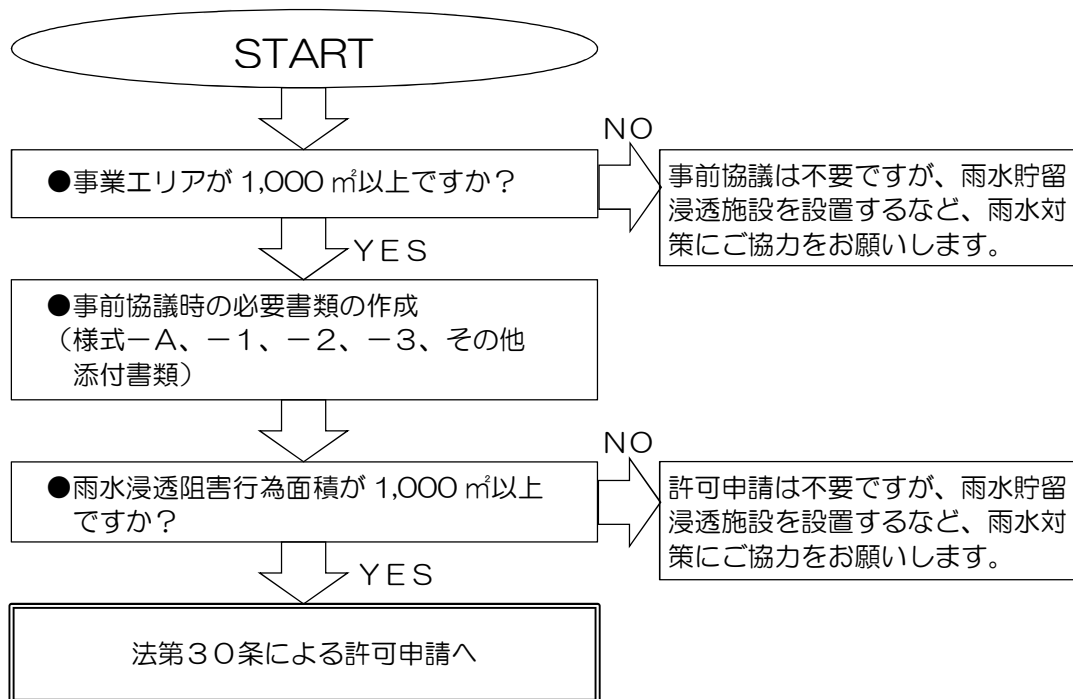 START
●事業エリアが 1,000 ㎡以上ですか?
NO
事前協議は不要ですが、雨水貯留
浸透施設を設置するなど、雨水対
策にご協力をお願いします。
YES
●事前協議時の必要書類の作成
(様式-A、-1、-2、-3、その他
添付書類)
●雨水浸透阻害行為面積が 1,000 ㎡以上
ですか?
NO
許可申請は不要ですが、雨水貯留
浸透施設を設置するなど、雨水対
策にご協力をお願いします。
YES
法第30条による許可申請へ